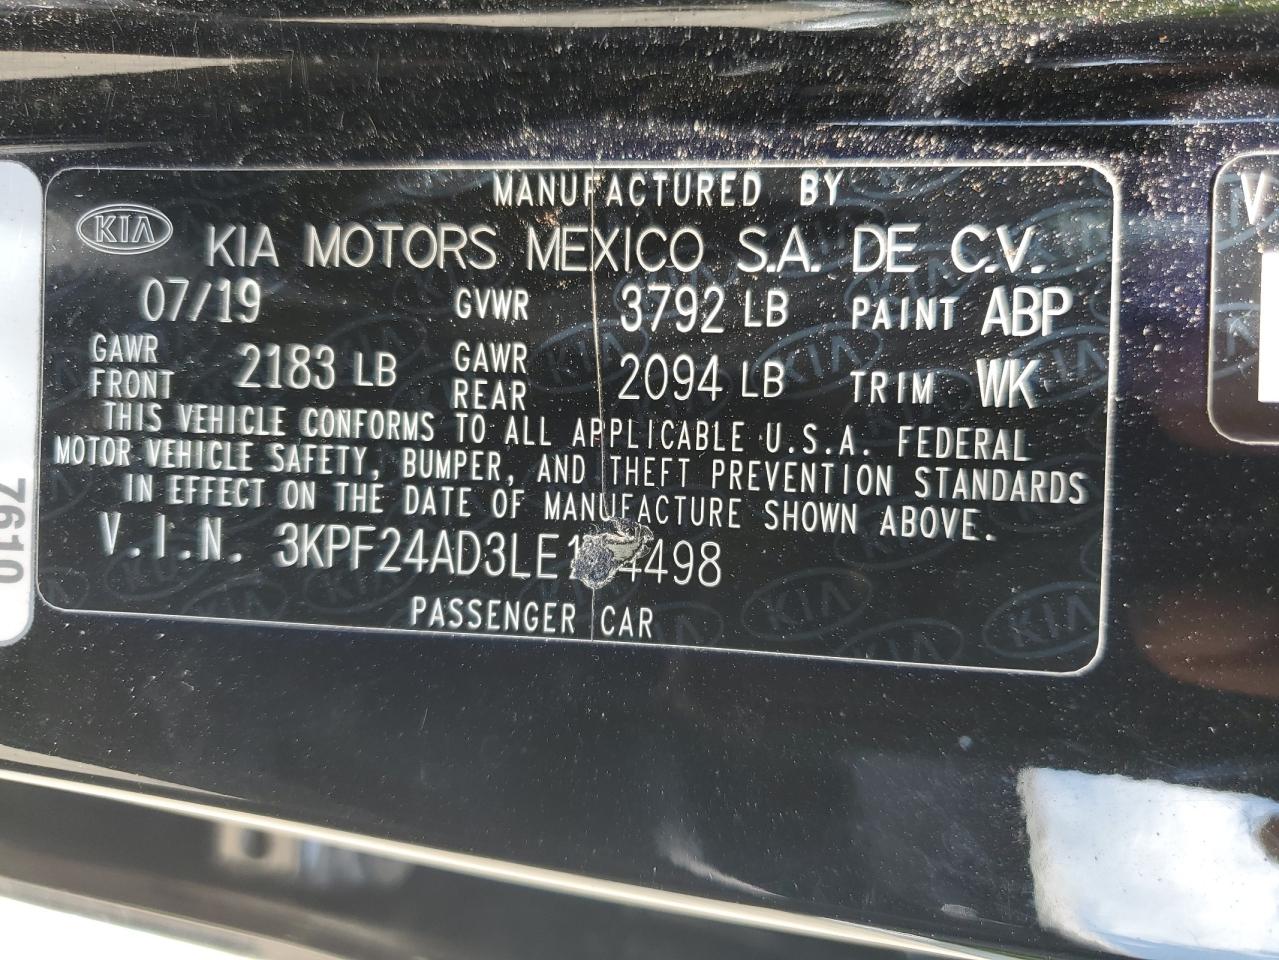 MANUFACTURED BY
KIA KIA MOTORS MEXICO S.A. DE C.V.
07/19 GVWR 3792 LB PAINT ABP
GAWR FRONT 2183 LB GAWR REAR 2094 LB TRIM WK
THIS VEHICLE CONFORMS TO ALL APPLICABLE U.S.A. FEDERAL
MOTOR VEHICLE SAFETY, BUMPER, AND THEFT PREVENTION STANDARDS
IN EFFECT ON THE DATE OF MANUFACTURE SHOWN ABOVE.
V.I.N.
PASSENGER CAR